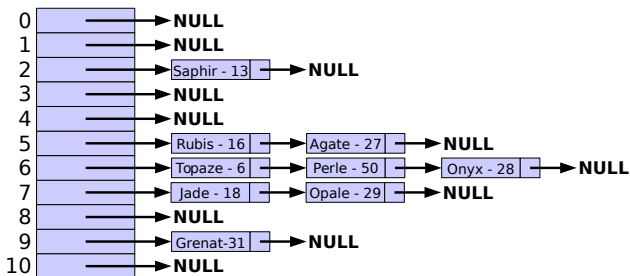 0 NULL
1 NULL
2 Saphir - 13 NULL
3 NULL
4 NULL
5 Rubis - 16 Agate - 27 NULL
6 Topaze - 6 Perle - 50 Onyx - 28 NULL
7 Jade - 18 Opale - 29 NULL
8 NULL
9 Grenat-31 NULL
10 NULL